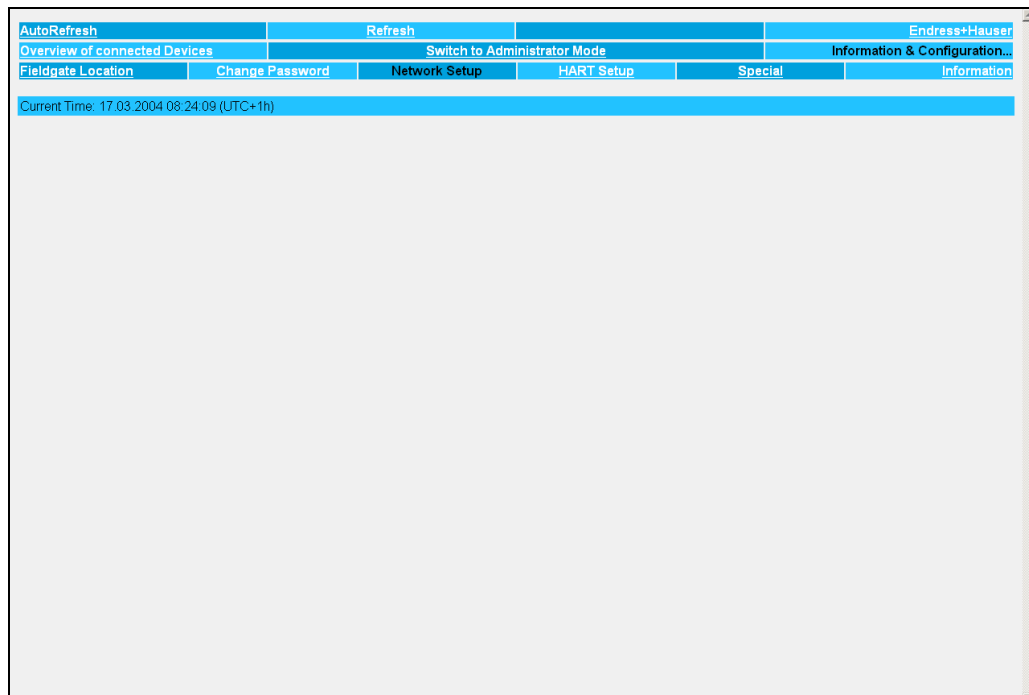 AutoRefresh Refresh Endress+Hauser
Overview of connected Devices Switch to Administrator Mode Information & Configuration...
Fieldgate Location Change Password Network Setup HART Setup Special Information
Current Time: 17.03.2004 08:24:09 (UTC+1h)